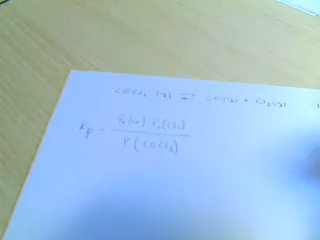 COCl2 (g) ⇌ CO(g) + Cl2(g)
Kp = P(CO) P(Cl2)
P (COCl2)